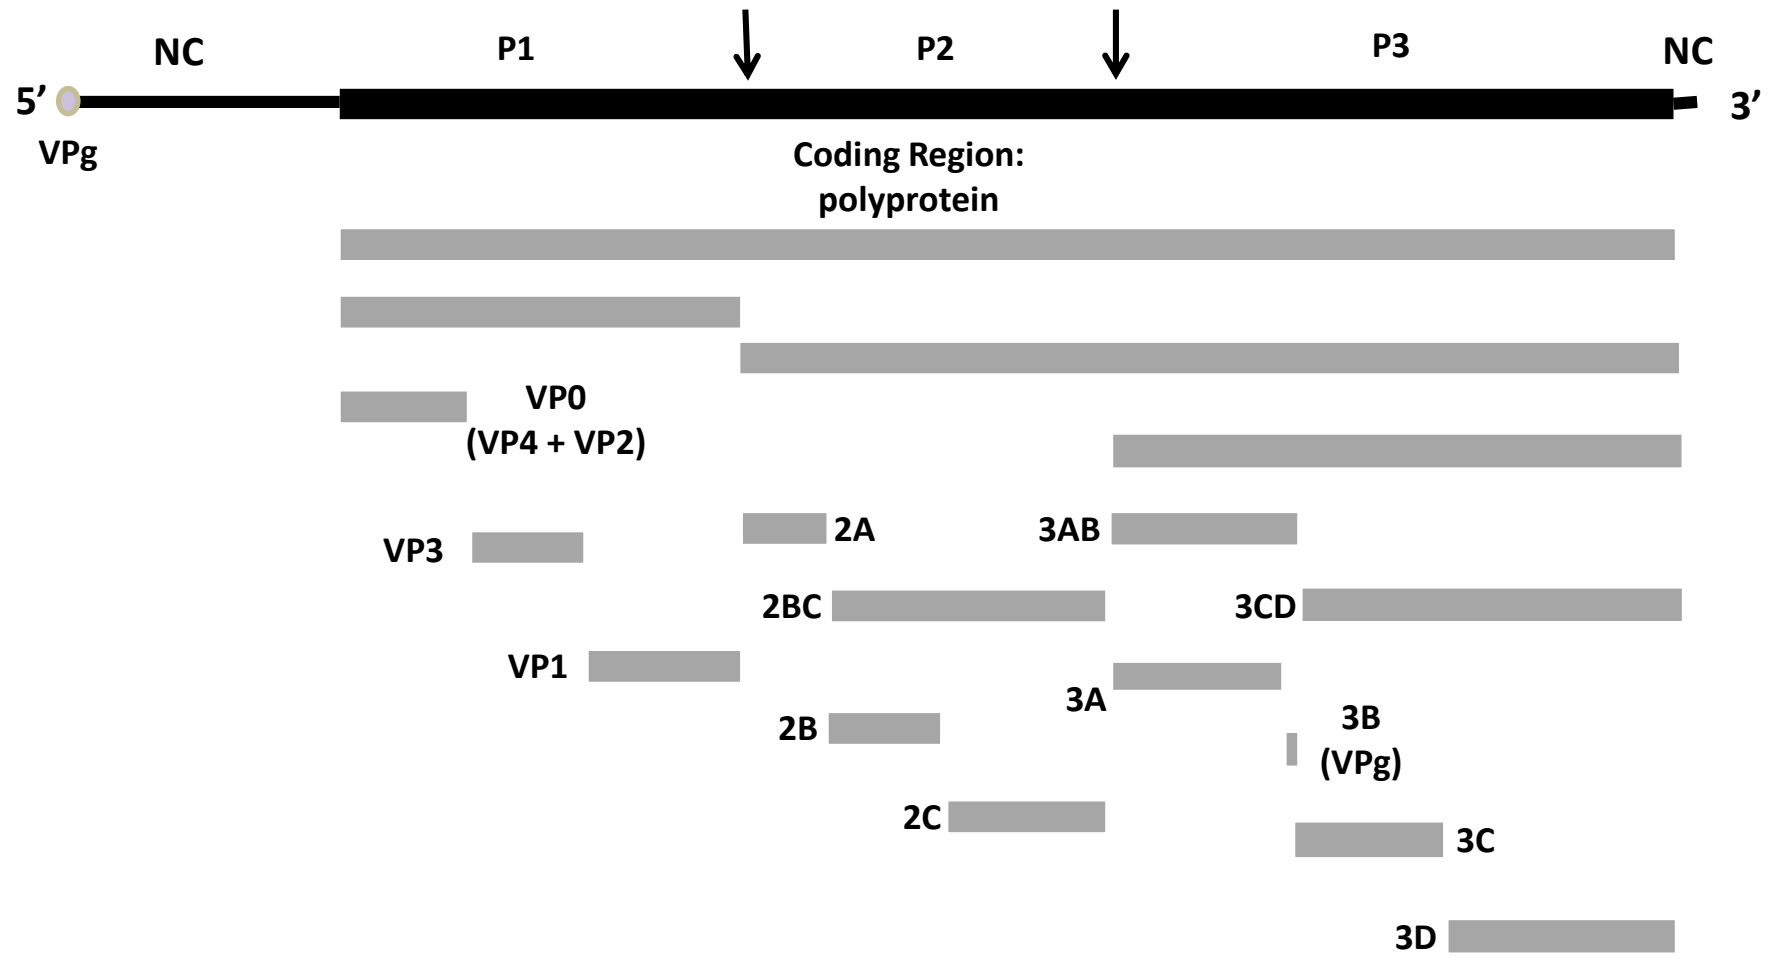 NC
P1
P2
P3
NC
5’
3’
VPg
Coding Region:
polyprotein
VP0
(VP4 + VP2)
2A
3AB
VP3
2BC
3CD
VP1
3A
2B
3B
(VPg)
2C
3C
3D